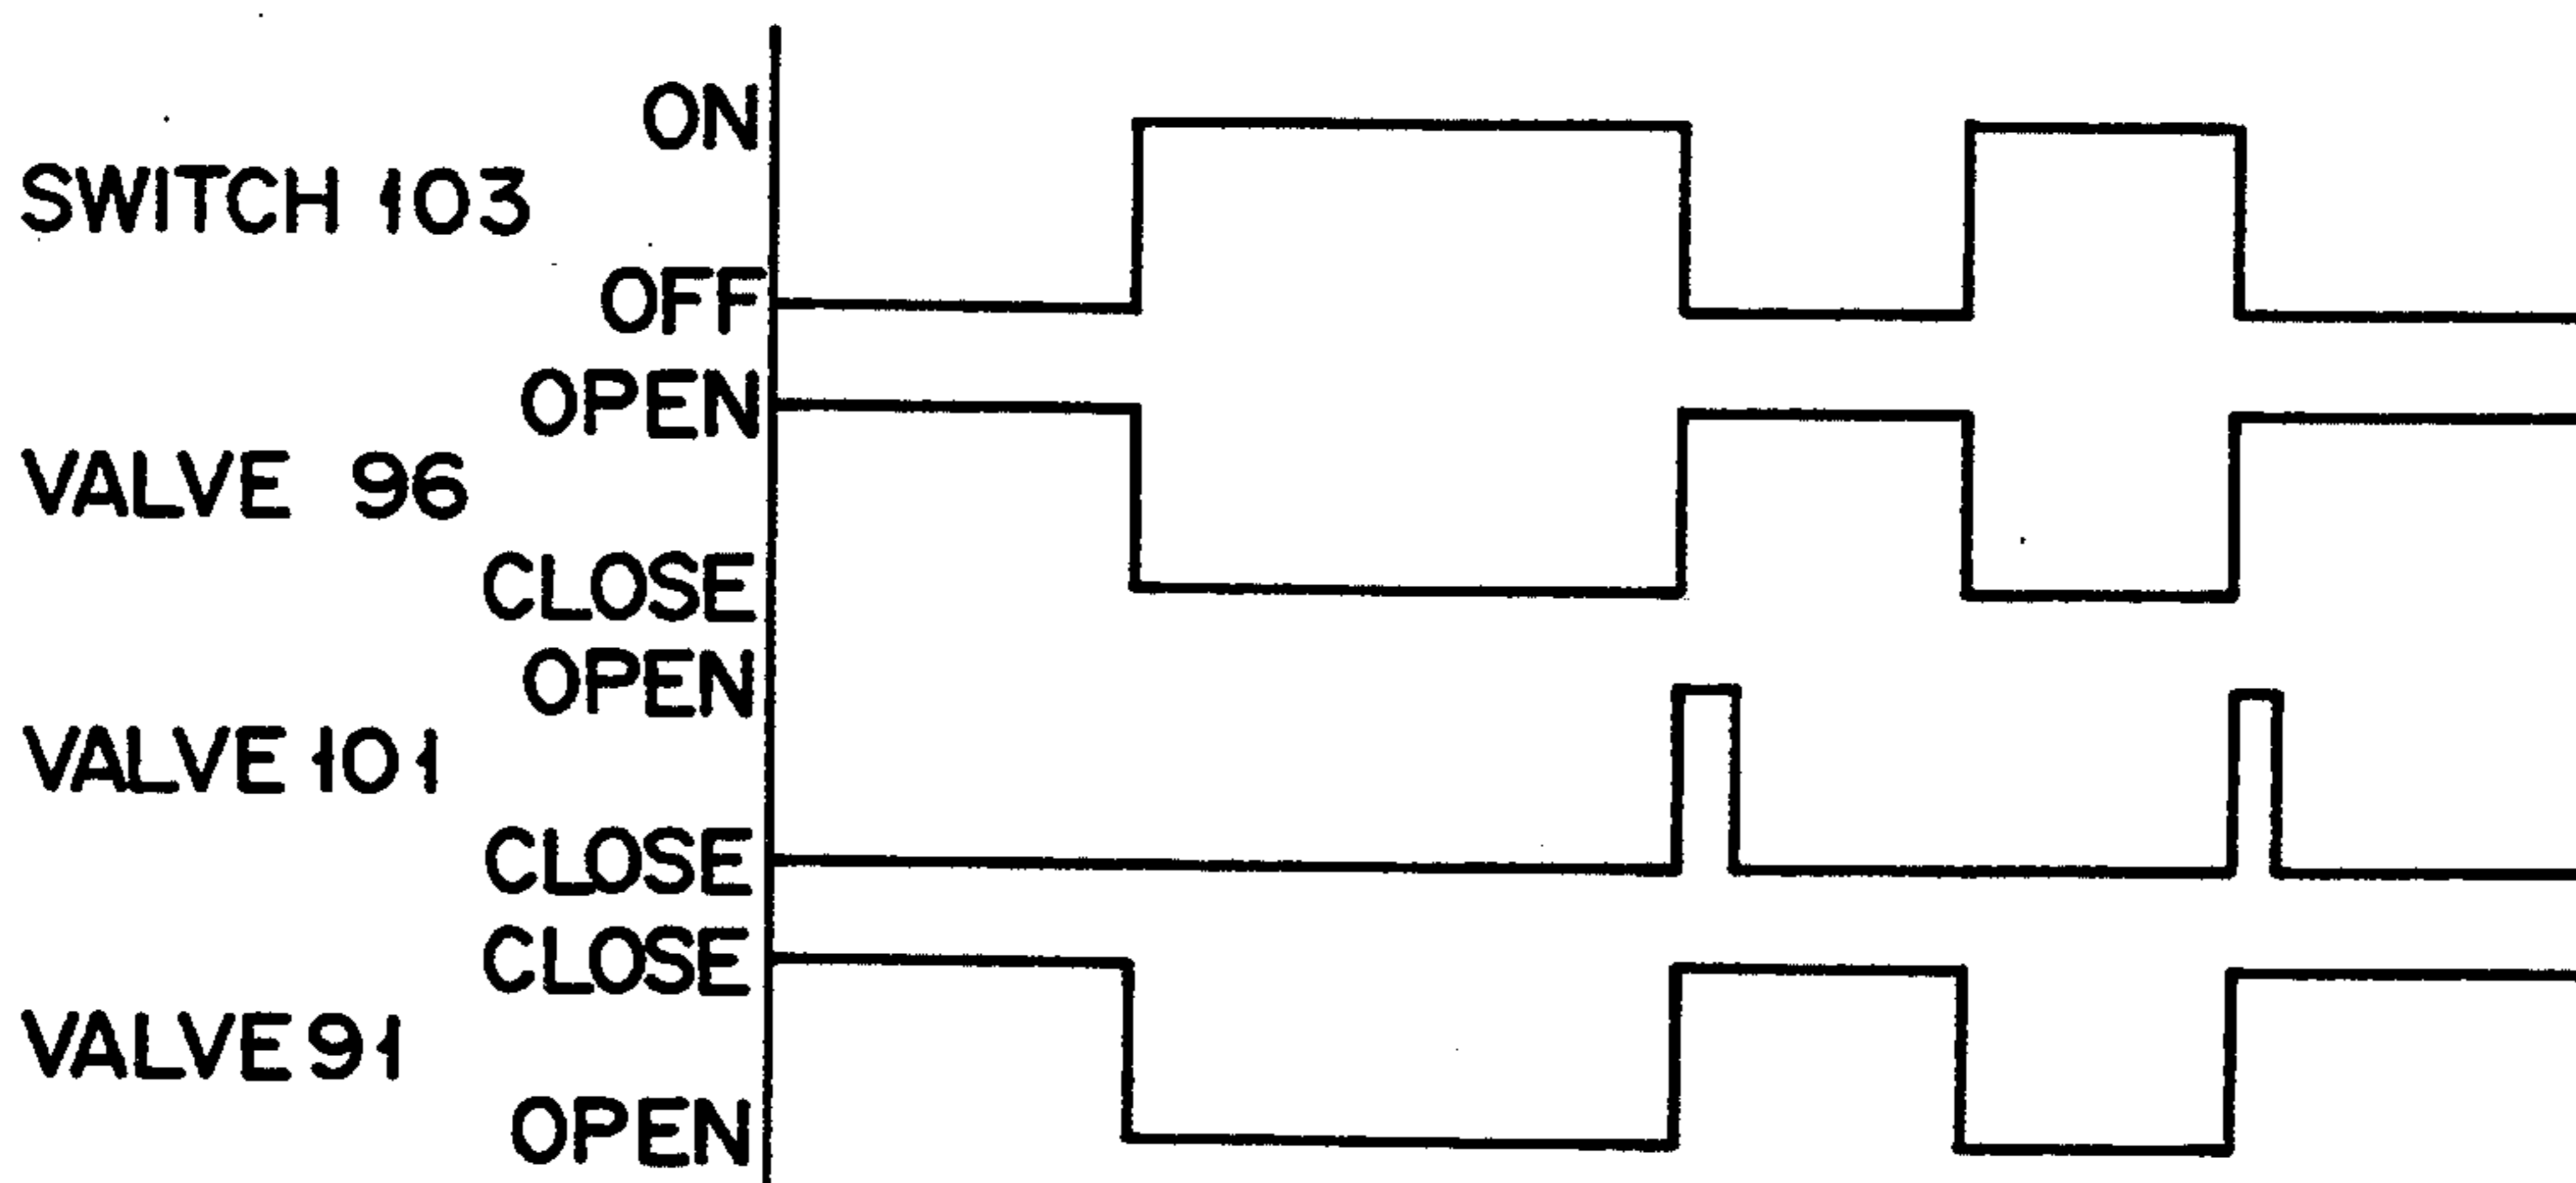 ON
SWITCH 103
OFF
OPEN
VALVE 96
CLOSE
OPEN
VALVE 101
CLOSE
CLOSE
VALVE 91
OPEN